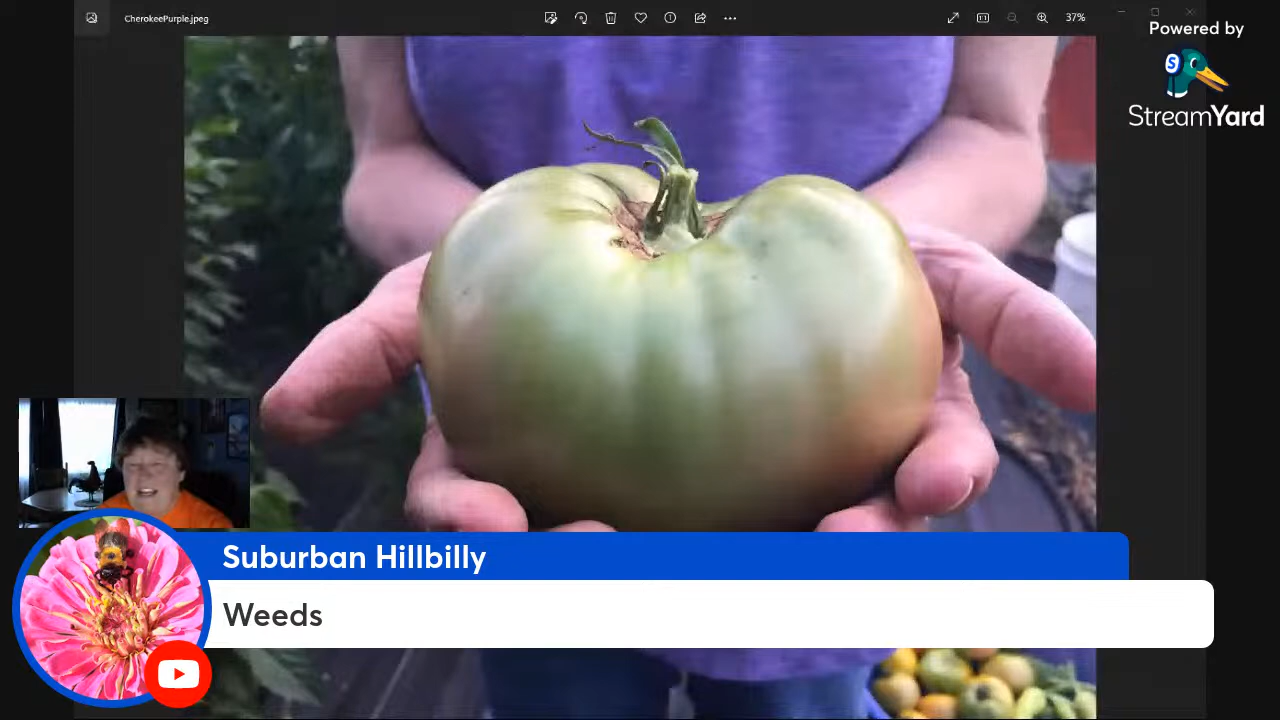 CherokeePurple.jpeg
37%
Powered by
S
StreamYard
Suburban Hillbilly
Weeds